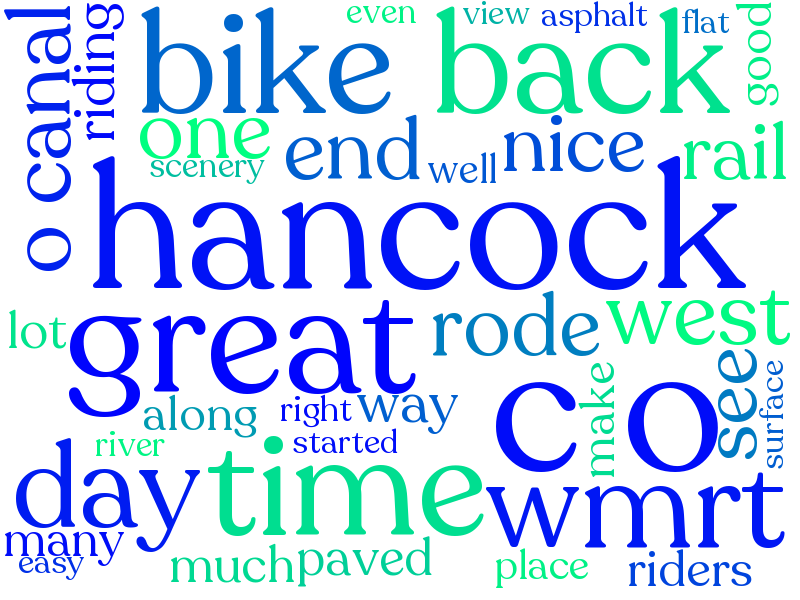 even
view
asphalt
flat
good
o canal
riding
bike
back
one
scenery
end
well
nice
rail
hancock
lot
great
rode
west
along
right
way
c o
make
see
surface
river
started
day
time
wmrt
many
easy
much
paved
place
riders